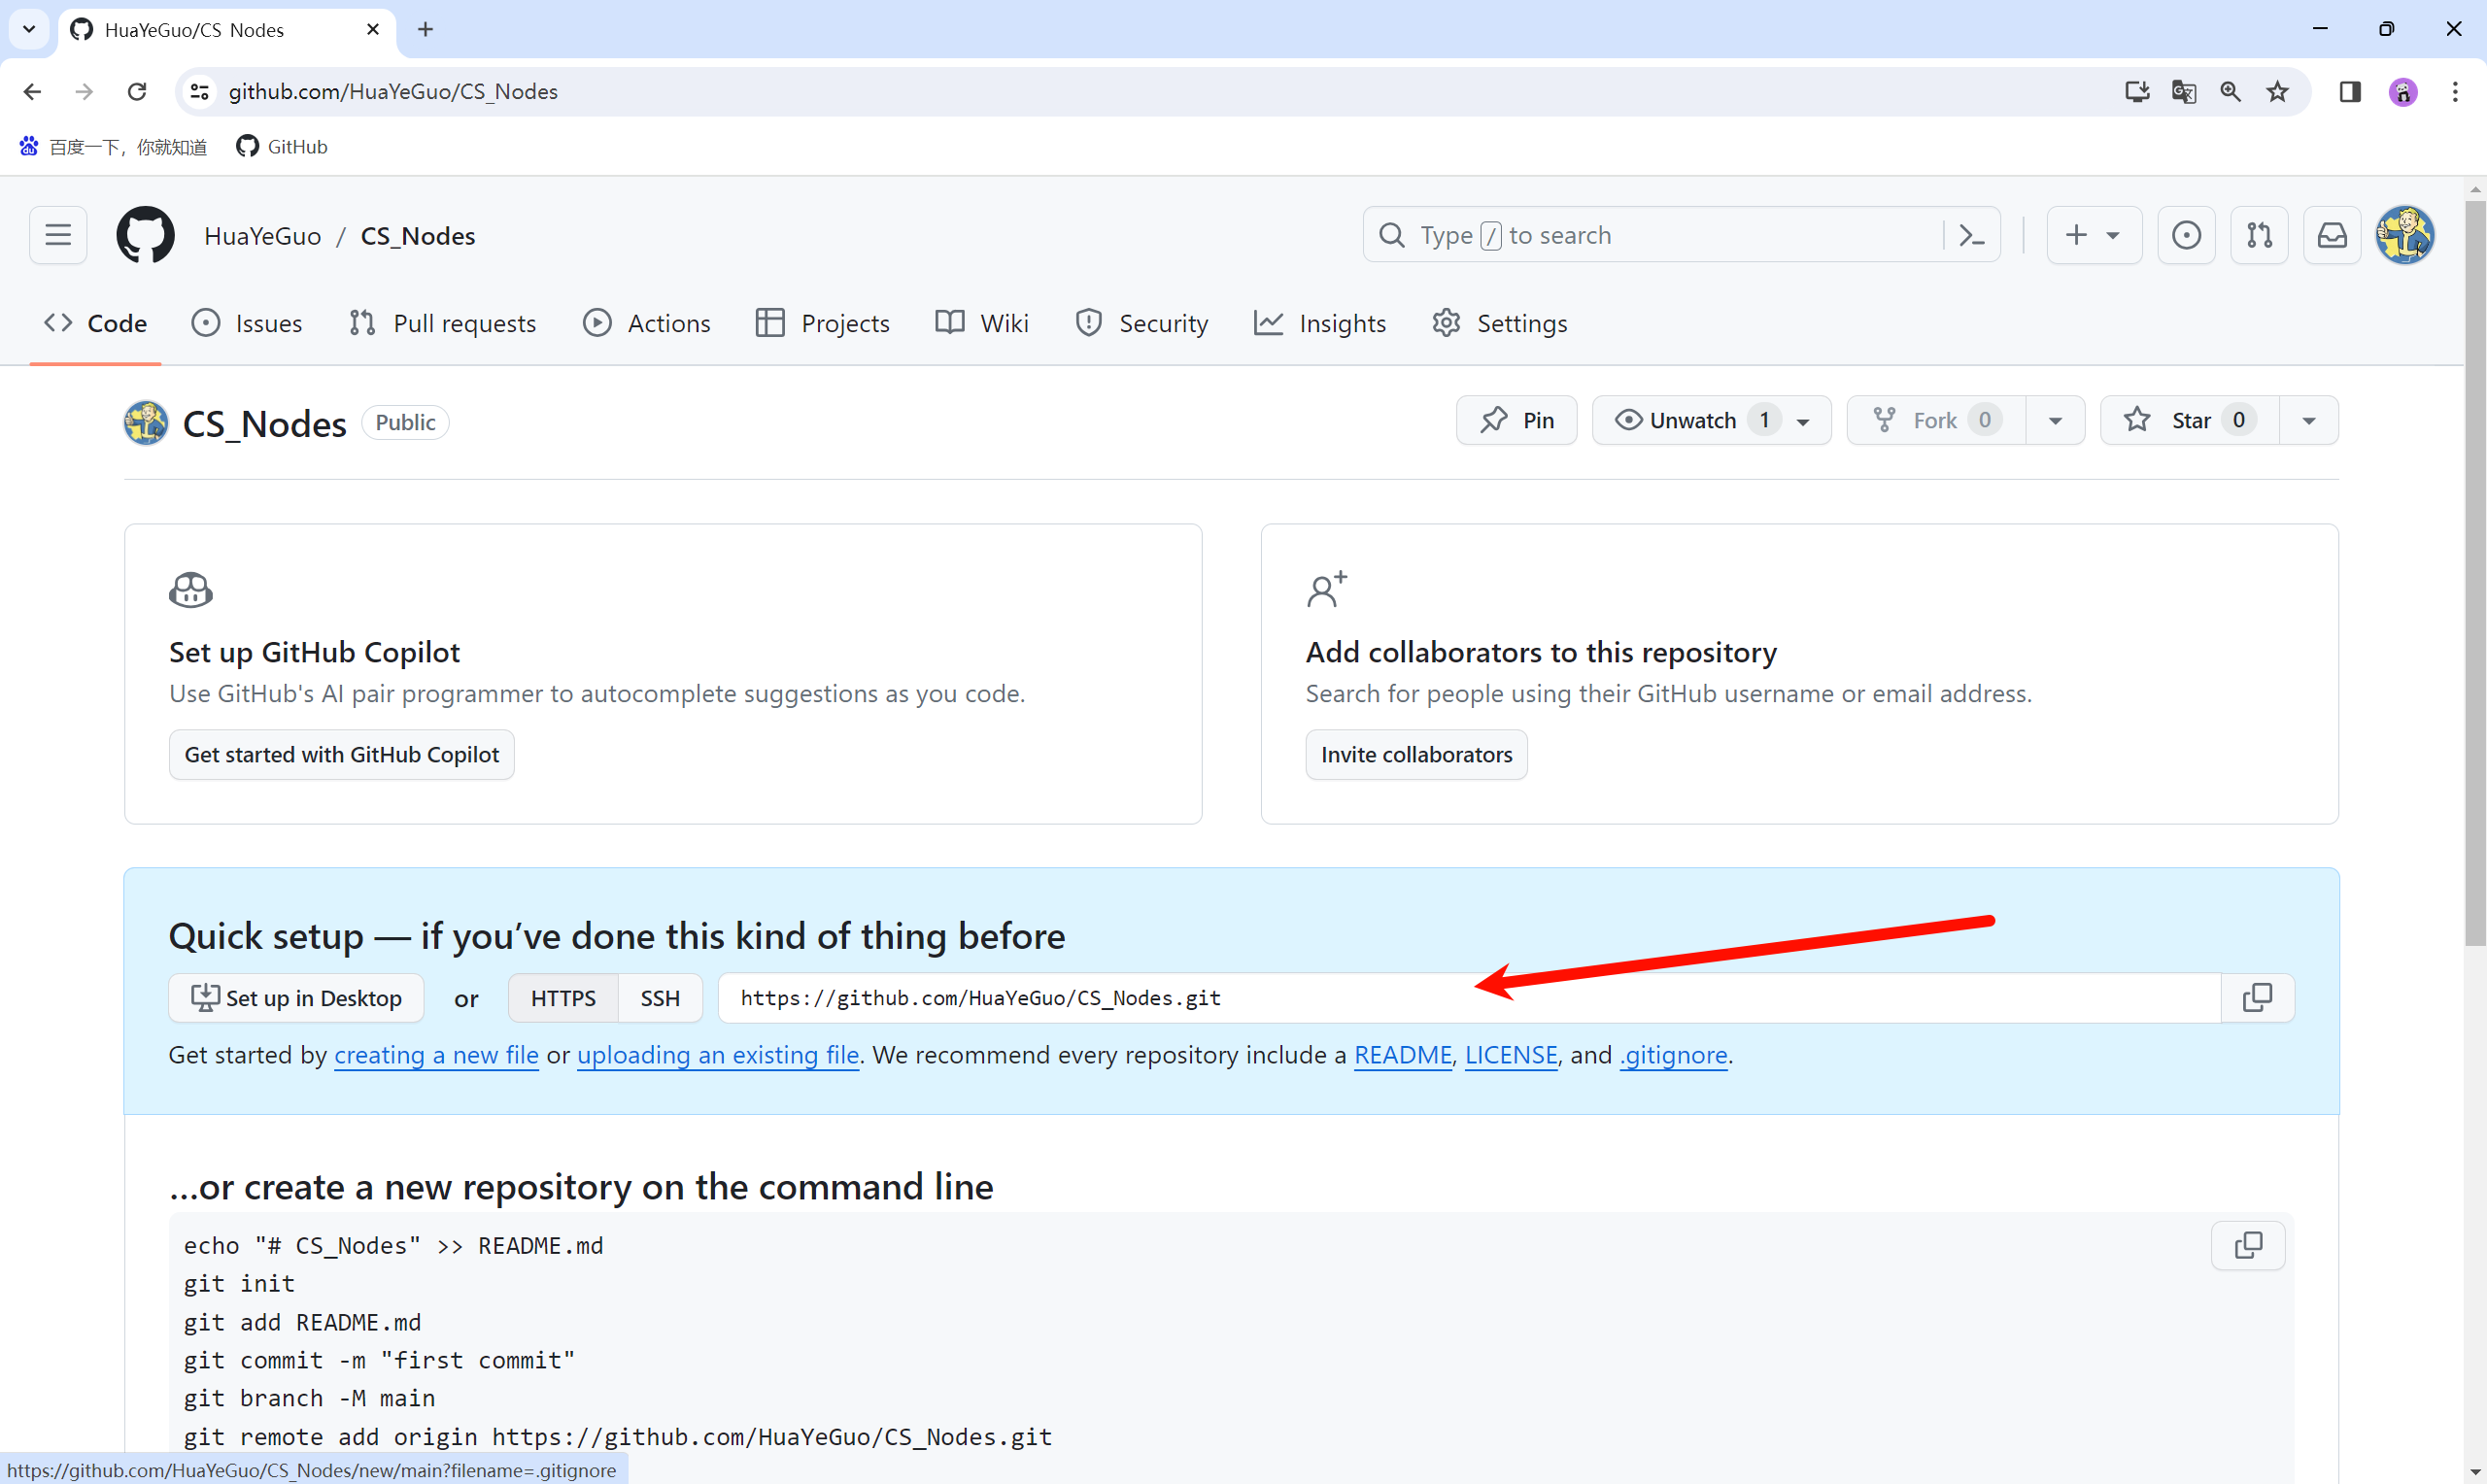 HuaYeGuo/CS_Nodes
github.com/HuaYeGuo/CS_Nodes
百度一下，你就知道
GitHub
HuaYeGuo / CS_Nodes
Type / to search
Code
Issues
Pull requests
Actions
Projects
Wiki
Security
Insights
Settings
CS_Nodes
Public
Pin
Unwatch 1
Fork 0
Star 0
Set up GitHub Copilot
Use GitHub's AI pair programmer to autocomplete suggestions as you code.
Get started with GitHub Copilot
Add collaborators to this repository
Search for people using their GitHub username or email address.
Invite collaborators
Quick setup — if you’ve done this kind of thing before
Set up in Desktop or HTTPS SSH https://github.com/HuaYeGuo/CS_Nodes.git
Get started by creating a new file or uploading an existing file. We recommend every repository include a README, LICENSE, and .gitignore.
…or create a new repository on the command line
echo "# CS_Nodes" >> README.md
git init
git add README.md
git commit -m "first commit"
git branch -M main
git remote add origin https://github.com/HuaYeGuo/CS_Nodes.git
https://github.com/HuaYeGuo/CS_Nodes/new/main?filename=.gitignore